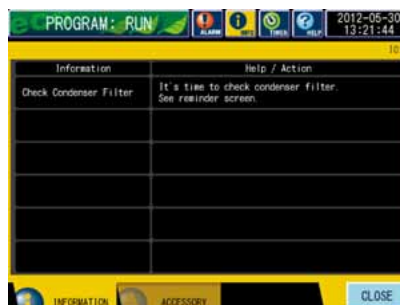 PROGRAM: RUN
ALARM
INFO
TIMER
HELP
2012-05-30
13:21:44
Information
Help / Action
Check Condenser Filter
It's time to check condenser filter.
See reminder screen.
INFORMATION
ACCESSORY
CLOSE